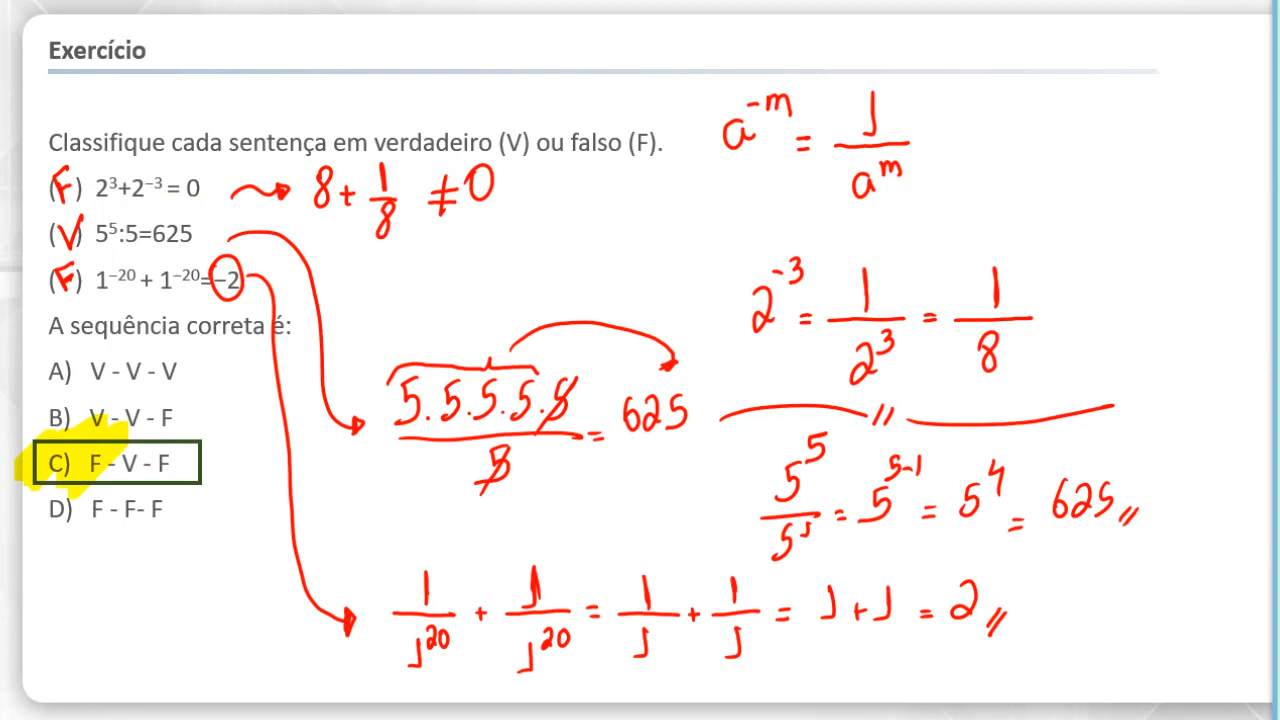 Exercício
Classifique cada sentença em verdadeiro (V) ou falso (F).
(F) 2³+2⁻³ = 0
8 + 1/8 ≠ 0
(V) 5⁵:5=625
(F) 1⁻²⁰ + 1⁻²⁰=−2
A sequência correta é:
A) V - V - V
B) V - V - F
C) F - V - F
D) F - F- F
a⁻ᵐ = 1/aᵐ
2⁻³ = 1/2³ = 1/8
5.5.5.5.5/5 = 625
5⁵/5¹ = 5⁵⁻¹ = 5⁴ = 625//
1/1²⁰ + 1/1²⁰ = 1/1 + 1/1 = 1 + 1 = 2//